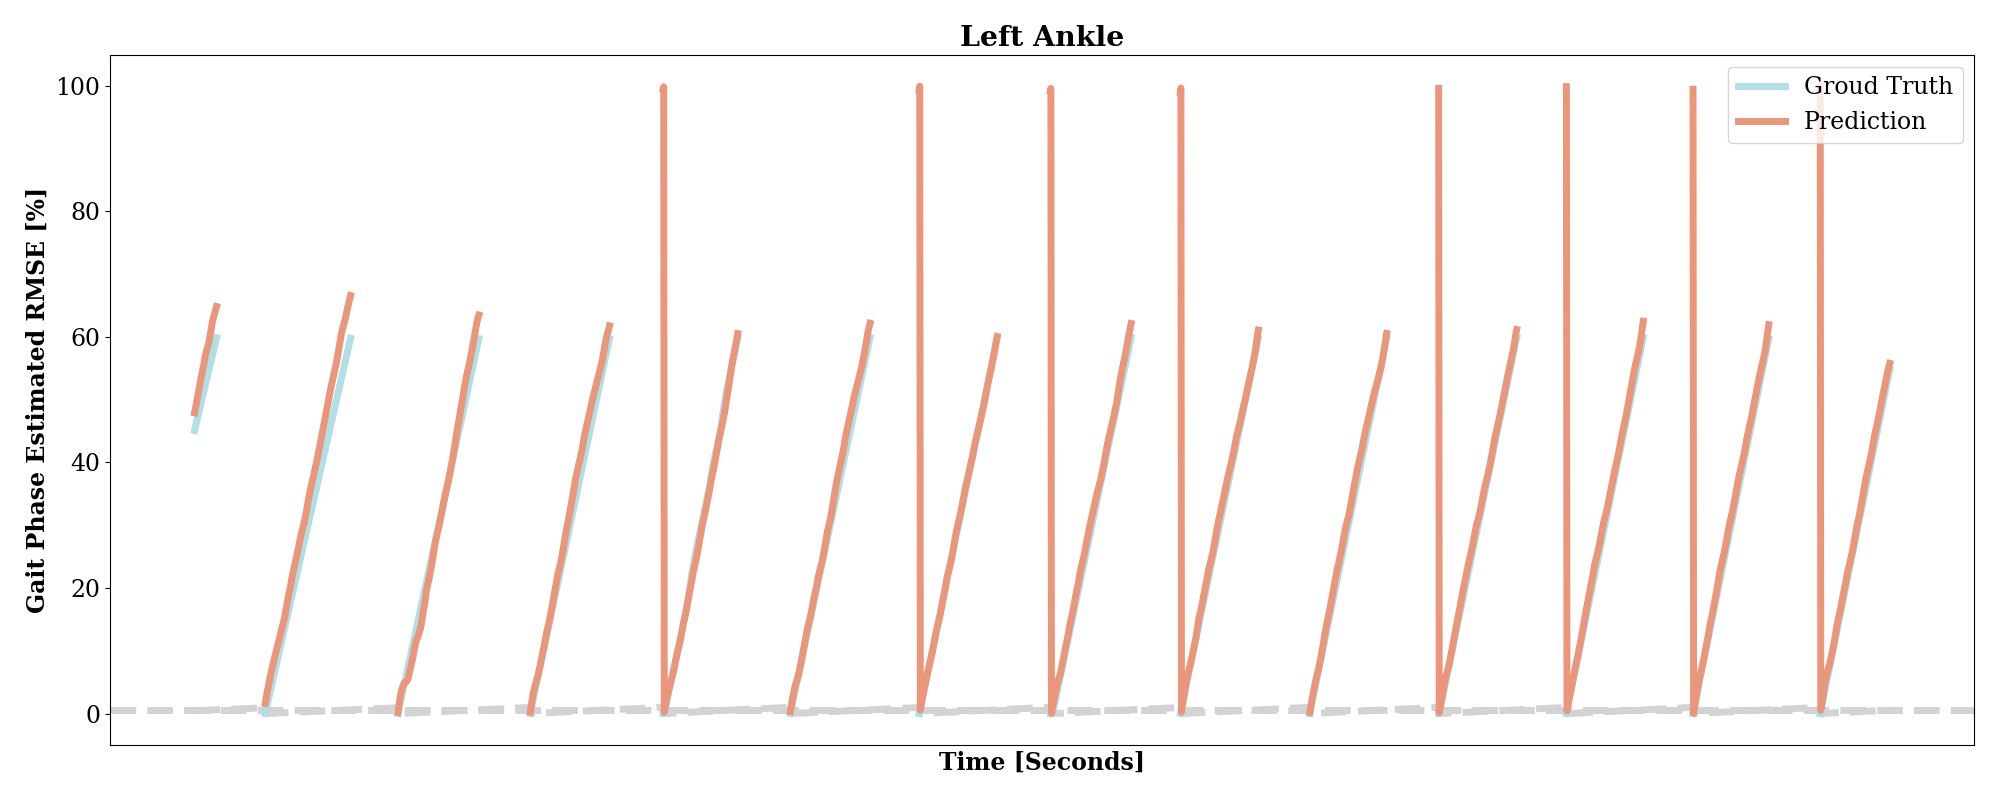 Left Ankle
Gait Phase Estimated RMSE [%]
100
80
60
40
20
0
Groud Truth
Prediction
Time [Seconds]